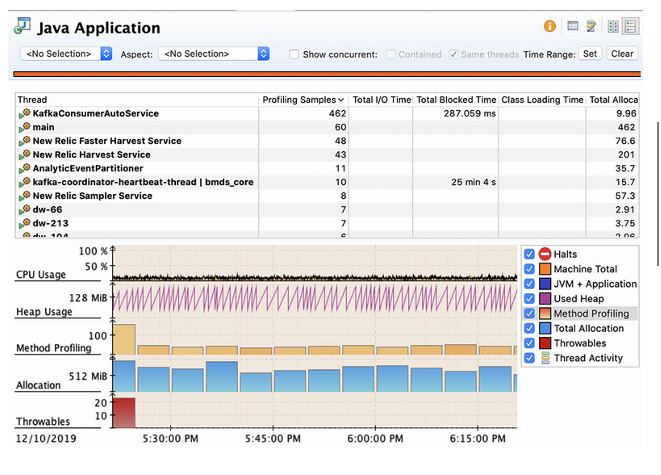 Java Application
<No Selection> Aspect: <No Selection> Show concurrent: Contained Same threads Time Range: Set Clear
Thread Profiling Samples Total I/O Time Total Blocked Time Class Loading Time Total Alloca
KafkaConsumerAutoService 462 287.059 ms 9.96
main 60 462
New Relic Faster Harvest Service 48 76.6
New Relic Harvest Service 43 201
AnalyticEventPartitioner 11 35.7
kafka-coordinator-heartbeat-thread | bmds_core 10 25 min 4 s 15.7
New Relic Sampler Service 8 57.3
dw-66 7 2.91
dw-213 7 3.75
100 %
50 %
CPU Usage
128 MiB
Heap Usage
100
Method Profiling
512 MiB
Allocation
20
10
Throwables
12/10/2019 5:30:00 PM 5:45:00 PM 6:00:00 PM 6:15:00 PM
Halts
Machine Total
JVM + Application
Used Heap
Method Profiling
Total Allocation
Throwables
Thread Activity